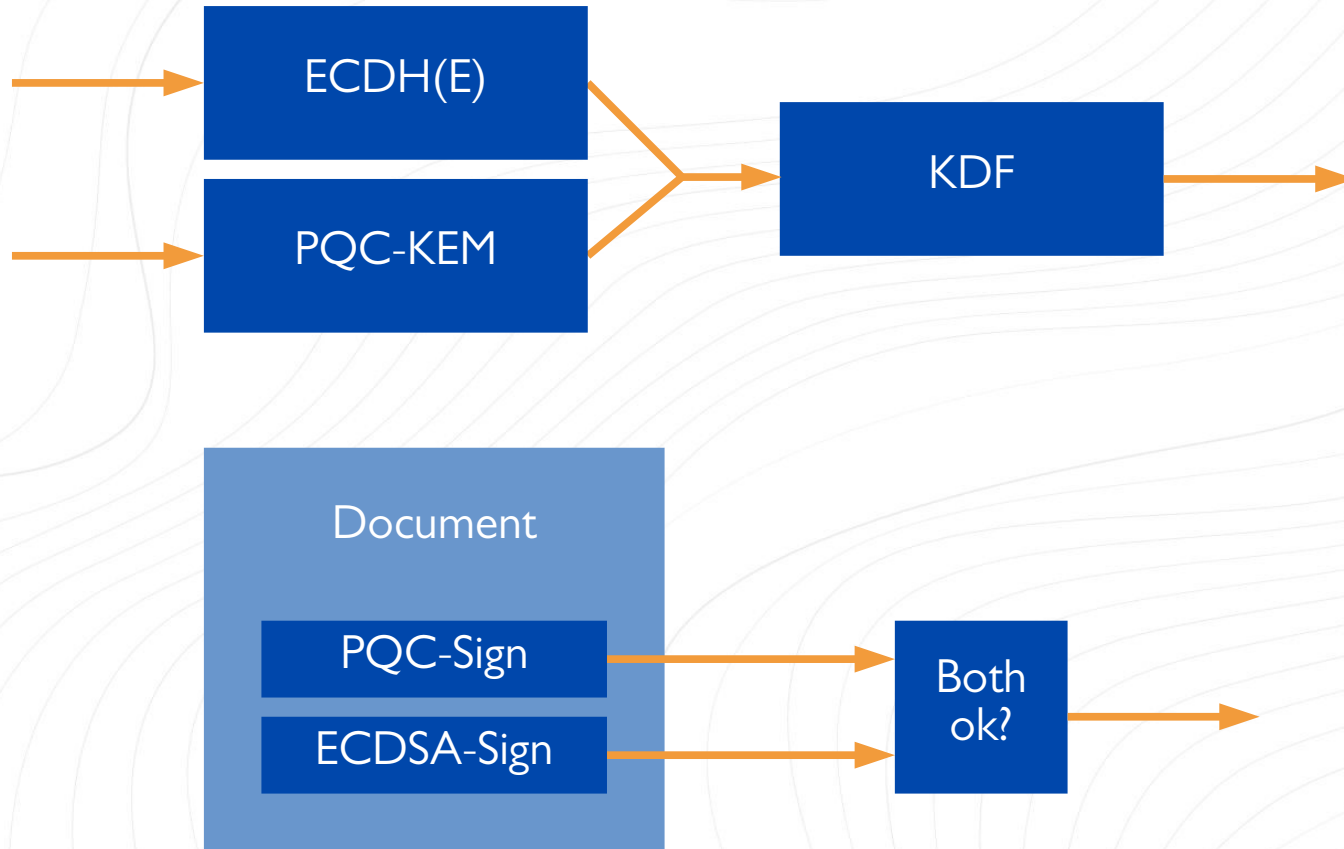 ECDH(E)
KDF
PQC-KEM
Document
PQC-Sign
Both
ok?
ECDSA-Sign